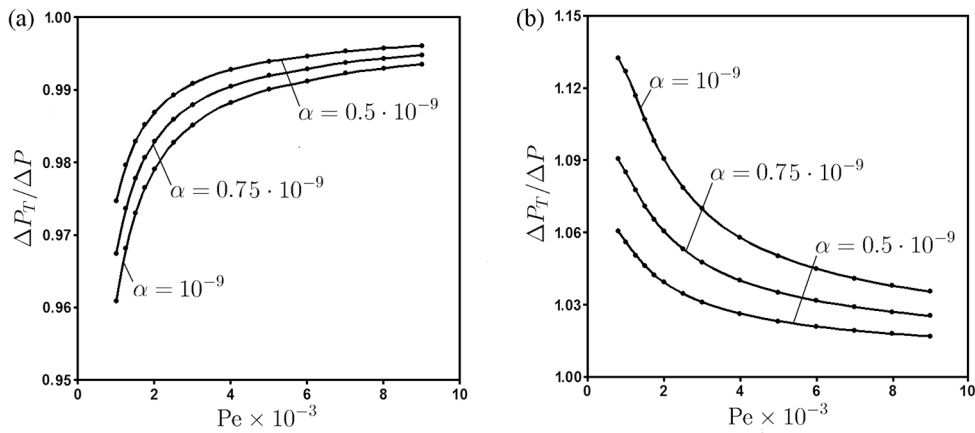 (a)
1.00
0.99
0.98
0.97
0.96
0.95
ΔP_T/ΔP
α = 0.5 · 10⁻⁹
α = 0.75 · 10⁻⁹
α = 10⁻⁹
0 2 4 6 8 10
Pe × 10⁻³
(b)
1.15
1.12
1.09
1.06
1.03
1.00
ΔP_T/ΔP
α = 10⁻⁹
α = 0.75 · 10⁻⁹
α = 0.5 · 10⁻⁹
0 2 4 6 8 10
Pe × 10⁻³